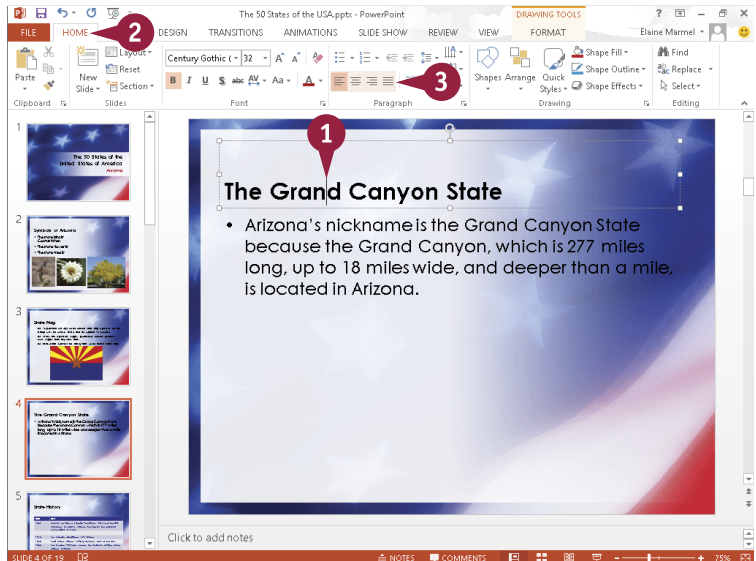 The 50 States of the USA.pptx - PowerPoint
DRAWING TOOLS
FILE HOME DESIGN TRANSITIONS ANIMATIONS SLIDE SHOW REVIEW VIEW FORMAT Elaine Marmel
2
Paste
New
Slide
Layout
Reset
Section
Century Gothic ( 32 A A
B I U S abc AV Aa A
3
Shapes Arrange Quick
Styles
Shape Fill
Shape Outline
Shape Effects
Find
Replace
Select
Clipboard Slides Font Paragraph Drawing Editing
1
The 50 States of the
United States of America
Arizona
2
Symbols of Arizona
3
State Flag
4
The Grand Canyon State
5
State History
1
The Grand Canyon State
• Arizona's nickname is the Grand Canyon State
because the Grand Canyon, which is 277 miles
long, up to 18 miles wide, and deeper than a mile,
is located in Arizona.
Click to add notes
SLIDE 4 OF 19 NOTES COMMENTS 75%